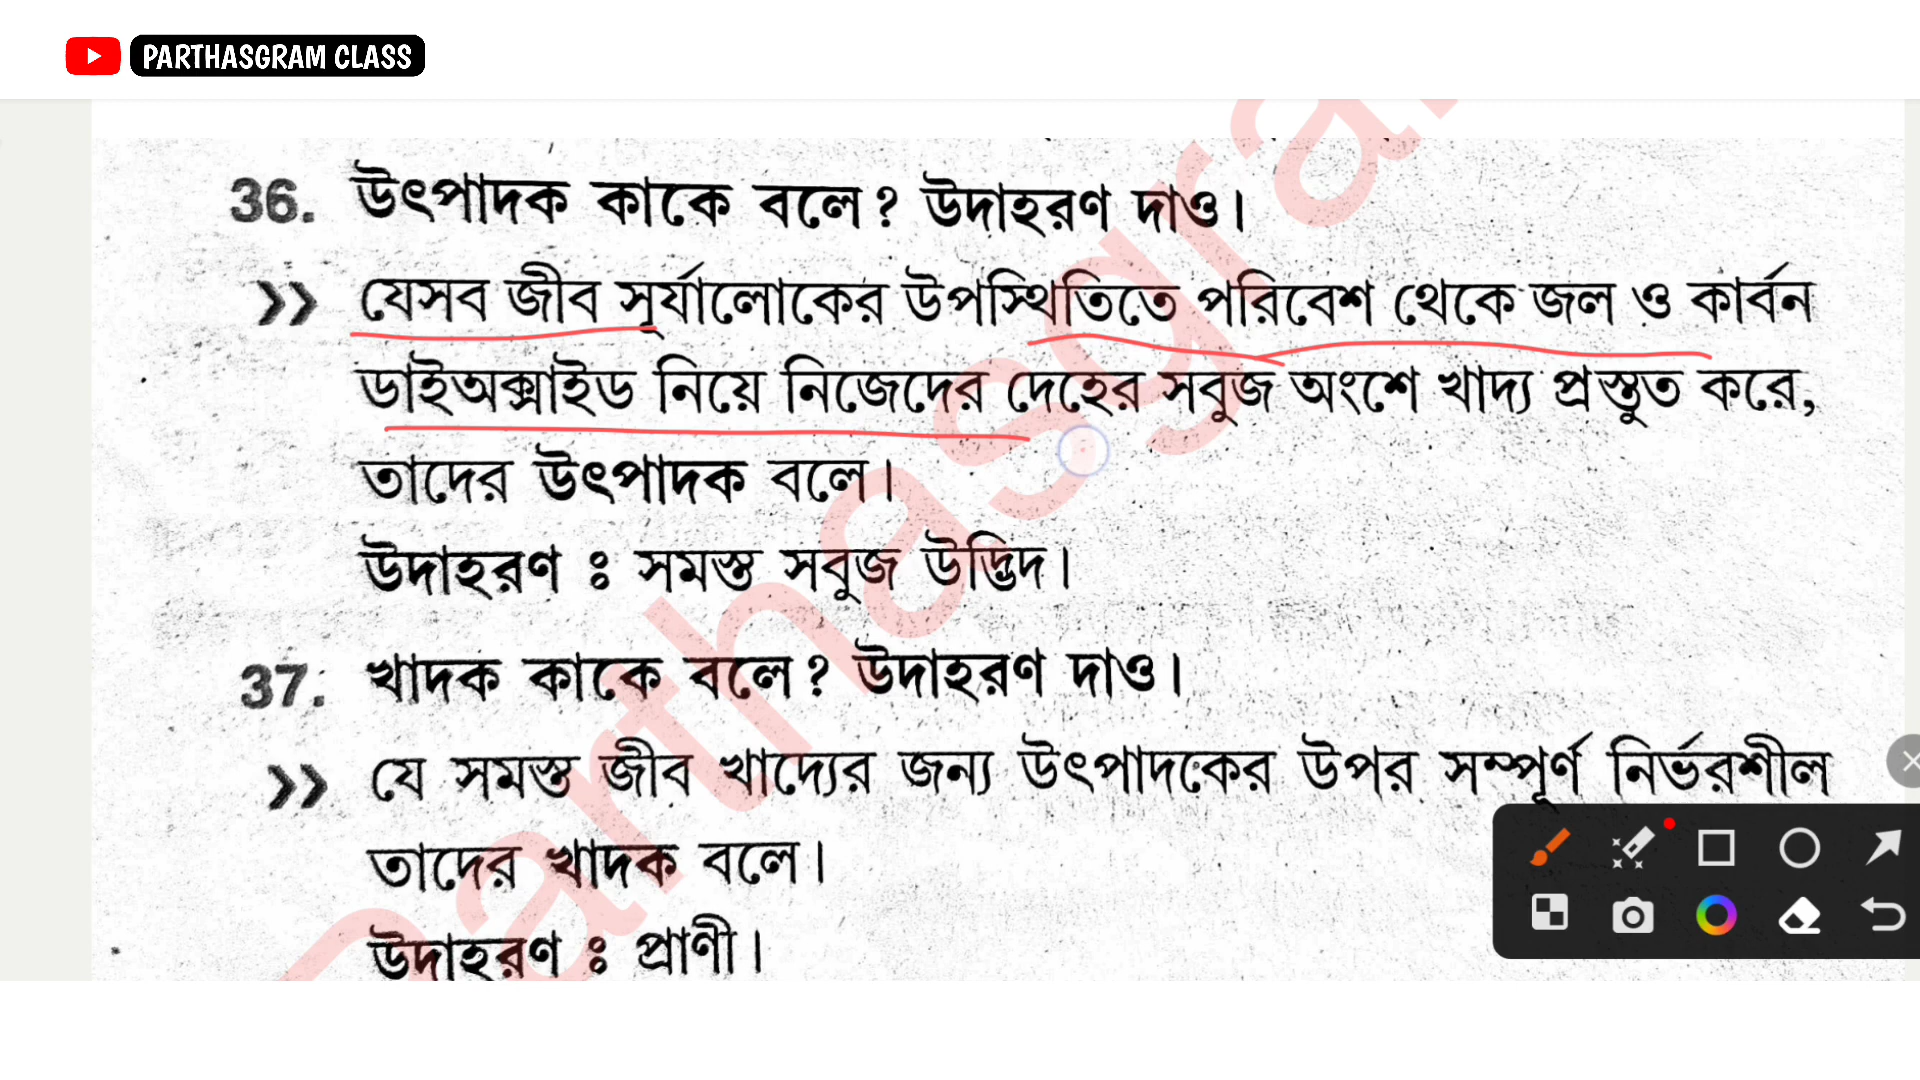 PARTHASGRAM CLASS
36. উৎপাদক কাকে বলে? উদাহরণ দাও।
❯❯ যেসব জীব সূর্যালোকের উপস্থিতিতে পরিবেশ থেকে জল ও কার্বন
ডাইঅক্সাইড নিয়ে নিজেদের দেহের সবুজ অংশে খাদ্য প্রস্তুত করে,
তাদের উৎপাদক বলে।
উদাহরণ ঃ সমস্ত সবুজ উদ্ভিদ।
37. খাদক কাকে বলে? উদাহরণ দাও।
❯❯ যে সমস্ত জীব খাদ্যের জন্য উৎপাদকের উপর সম্পূর্ণ নির্ভরশীল
তাদের খাদক বলে।
উদাহরণ ঃ প্রাণী।
Parthasgra